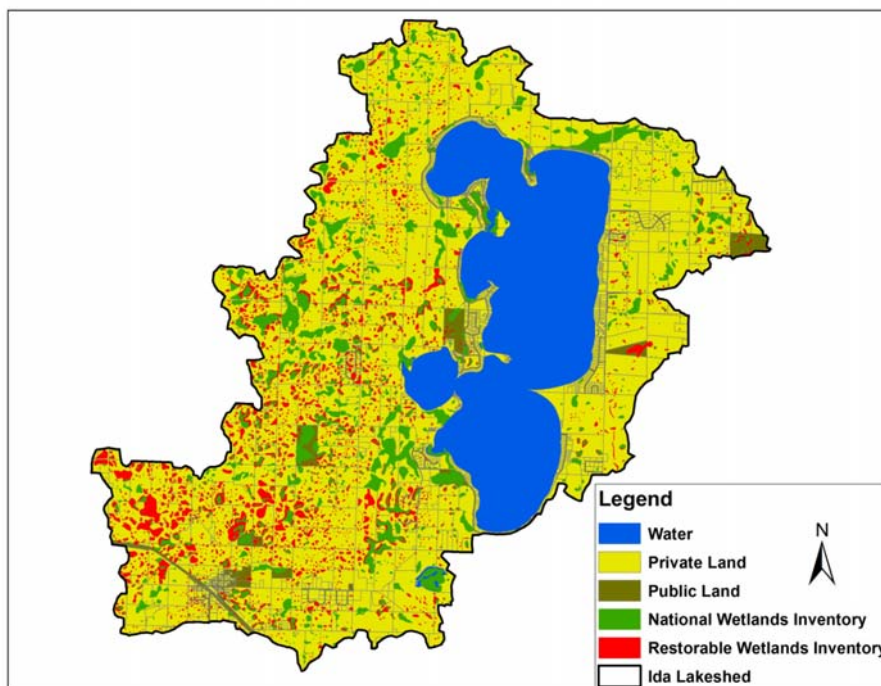 Legend
Water
Private Land
Public Land
National Wetlands Inventory
Restorable Wetlands Inventory
Ida Lakeshed
N